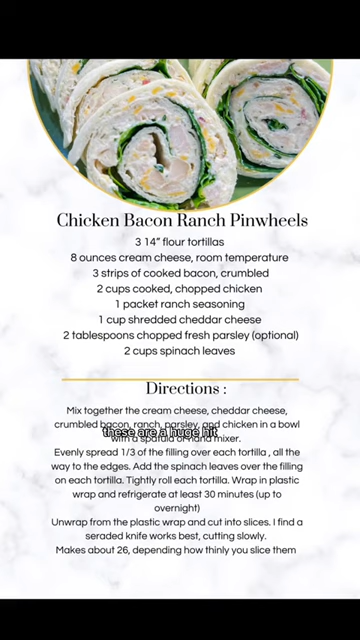 Chicken Bacon Ranch Pinwheels
3 14" flour tortillas
8 ounces cream cheese, room temperature
3 strips of cooked bacon, crumbled
2 cups cooked, chopped chicken
1 packet ranch seasoning
1 cup shredded cheddar cheese
2 tablespoons chopped fresh parsley (optional)
2 cups spinach leaves
Directions :
Mix together the cream cheese, cheddar cheese,
crumbled bacon, ranch, parsley, and chicken in a bowl
these are a huge hit
with a spatula or hand mixer.
Evenly spread 1/3 of the filling over each tortilla , all the
way to the edges. Add the spinach leaves over the filling
on each tortilla. Tightly roll each tortilla. Wrap in plastic
wrap and refrigerate at least 30 minutes (up to
overnight)
Unwrap from the plastic wrap and cut into slices. I find a
seraded knife works best, cutting slowly.
Makes about 26, depending how thinly you slice them